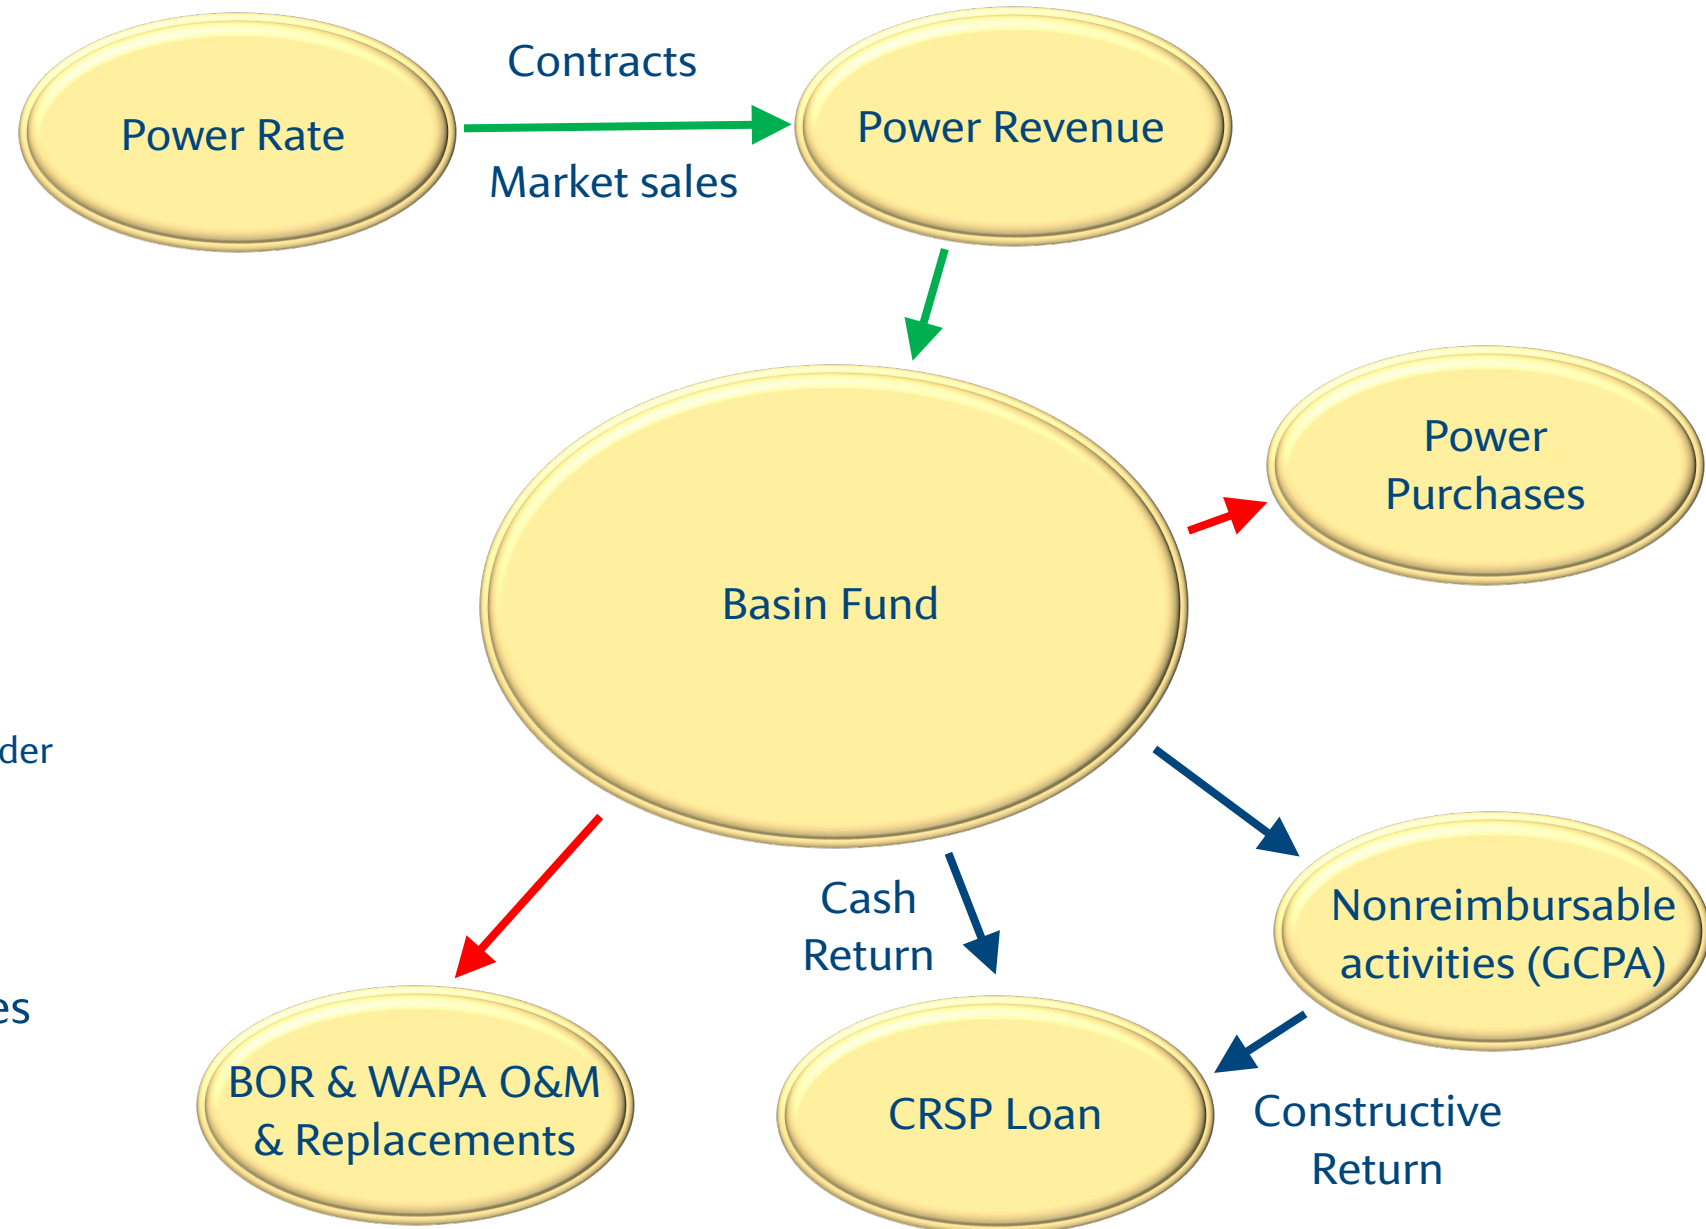 Contracts
Power Rate
Power Revenue
Market sales
Power
Purchases
Basin Fund
der
Cash
Return
Nonreimbursable
activities (GCPA)
es
BOR & WAPA O&M
& Replacements
CRSP Loan
Constructive
Return